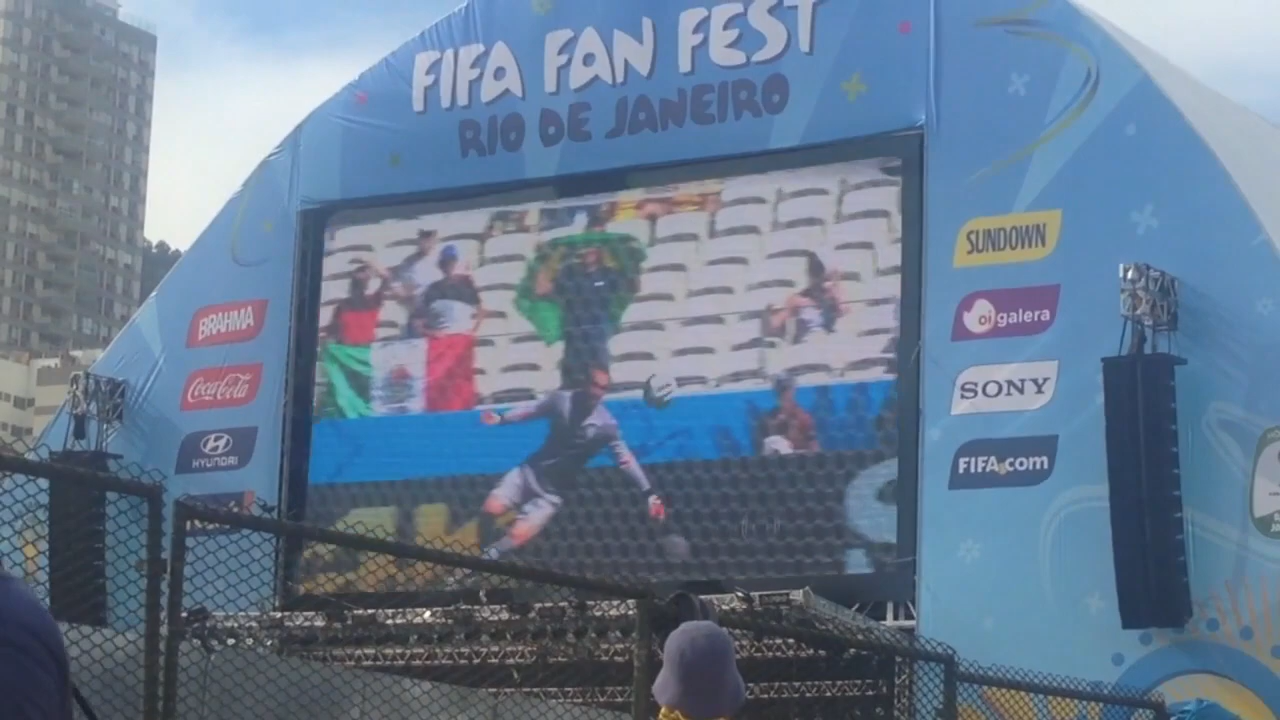 FIFA FAN FEST
RIO DE JANEIRO
BRAHMA
Coca-Cola
HYUNDAI
SUNDOWN
oi galera
SONY
FIFA.com